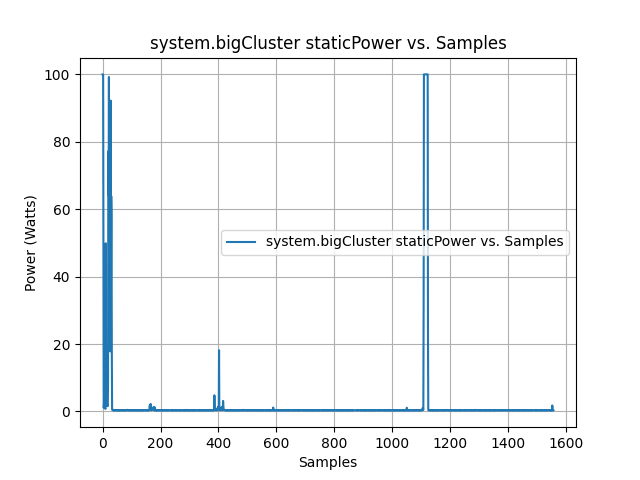 system.bigCluster staticPower vs. Samples
100
80
60
40
20
0
Power (Watts)
system.bigCluster staticPower vs. Samples
0 200 400 600 800 1000 1200 1400 1600
Samples